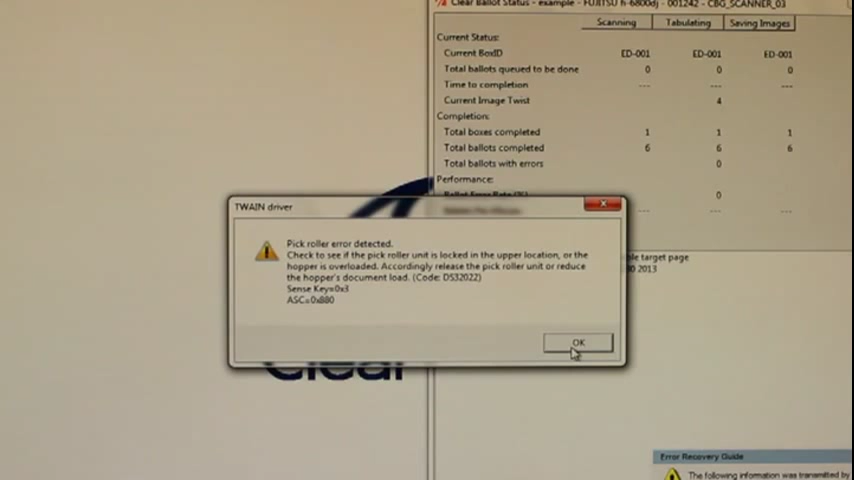 Clear Ballot Status - example - FUJITSU fi-6800dj - 001242 - CBG_SCANNER_03
Scanning Tabulating Saving Images
Current Status:
Current BoxID ED-001 ED-001 ED-001
Total ballots queued to be done 0 0 0
Time to completion --- --- ---
Current Image Twist 4
Completion:
Total boxes completed 1 1 1
Total ballots completed 6 6 6
Total ballots with errors 0
Performance:
Ballot Error Rate (%) 0
--- ---
TWAIN driver
Pick roller error detected.
Check to see if the pick roller unit is locked in the upper location, or the
hopper is overloaded. Accordingly release the pick roller unit or reduce
the hopper's document load. (Code: DS32022)
Sense Key=0x3
ASC=0x880
OK
target page
2013
Clear
Error Recovery Guide
The following information was transmitted by